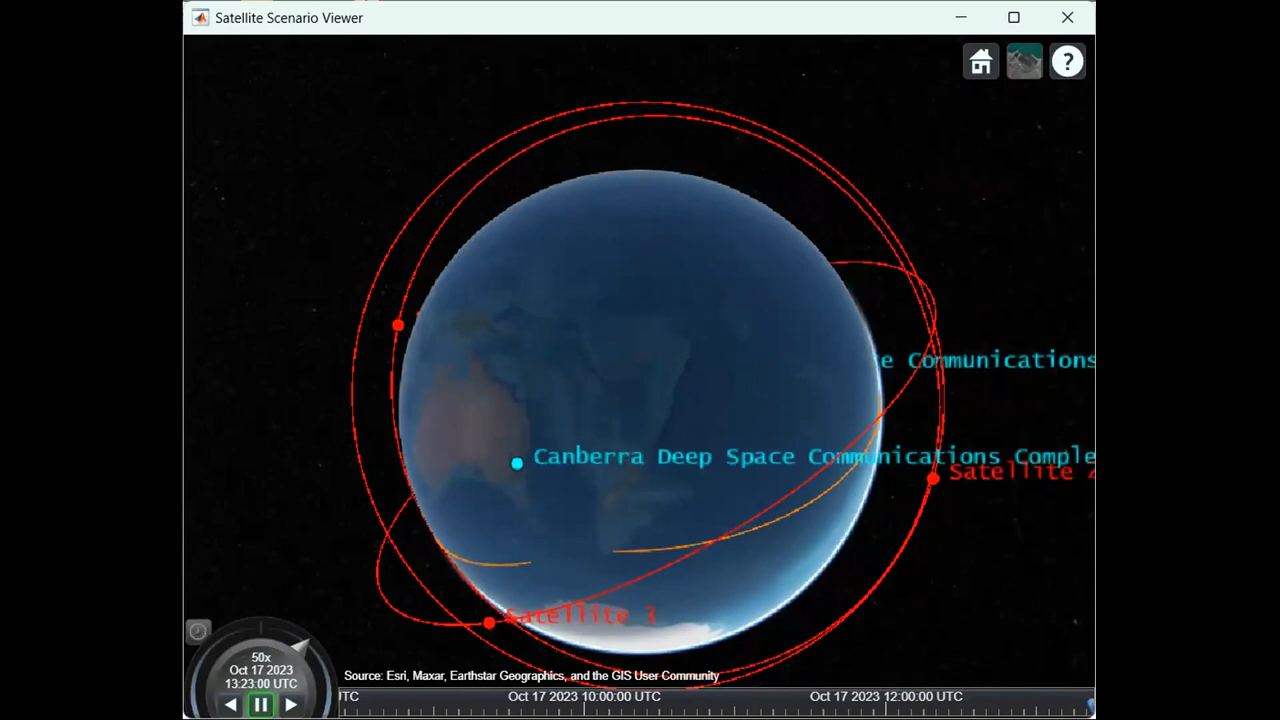 Satellite Scenario Viewer
?
e Communications
Canberra Deep Space Communications Comple
Satellite
Satellite 3
50x
Oct 17 2023
13:23:00 UTC
Source: Esri, Maxar, Earthstar Geographics, and the GIS User Community
UTC
Oct 17 2023 10:00:00 UTC
Oct 17 2023 12:00:00 UTC